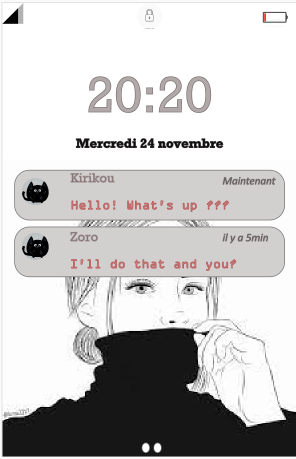 20:20
Mercredi 24 novembre
Kirikou
Maintenant
Hello! What's up ???
Zoro
il y a 5min
I'll do that and you?